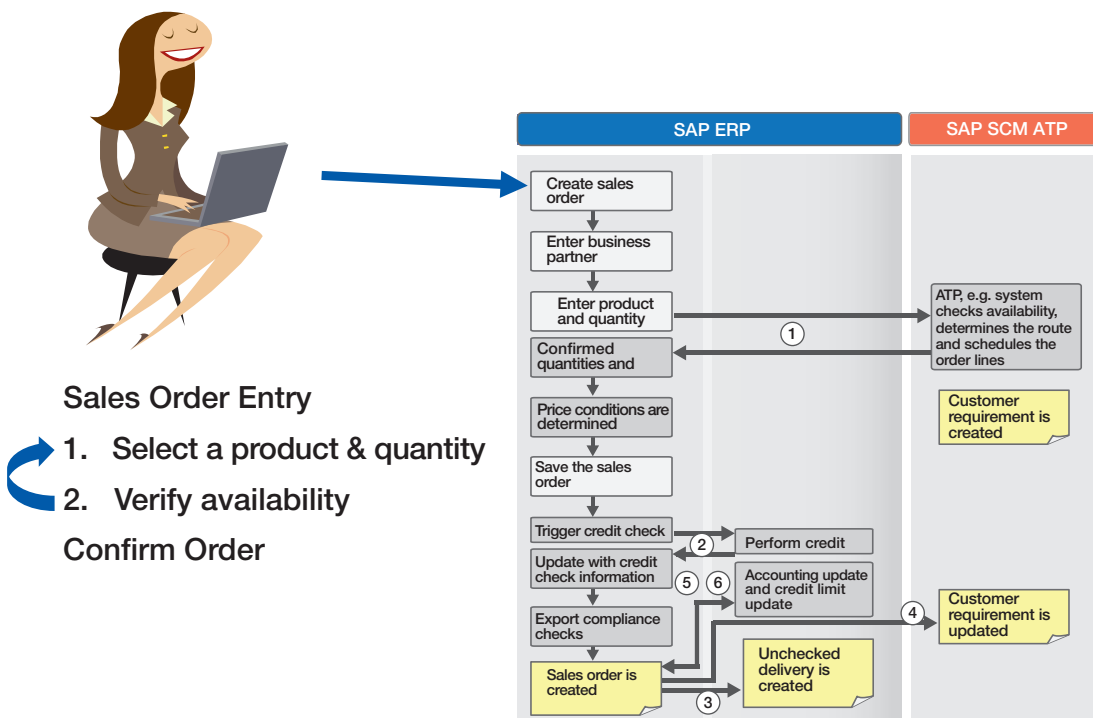 SAP ERP
SAP SCM ATP
Create sales
order
Enter business
partner
Enter product
and quantity
ATP, e.g. system
checks availability,
determines the route
and schedules the
order lines
1
Confirmed
quantities and
Price conditions are
determined
Customer
requirement is
created
Save the sales
order
Trigger credit check
2
Perform credit
Update with credit
check information
5
6
Accounting update
and credit limit
update
Export compliance
checks
4
Customer
requirement is
updated
Sales order is
created
3
Unchecked
delivery is
created
Sales Order Entry
1. Select a product & quantity
2. Verify availability
Confirm Order